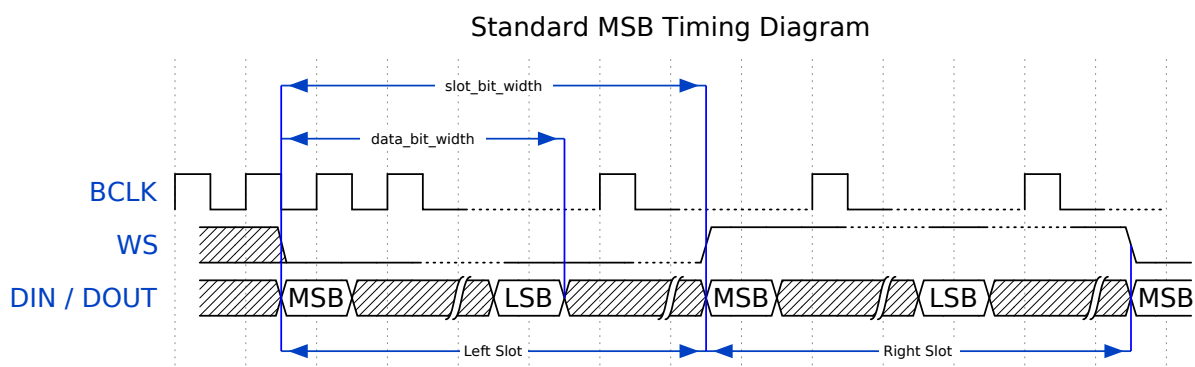 Standard MSB Timing Diagram
slot_bit_width
data_bit_width
BCLK
WS
DIN / DOUT
MSB
LSB
MSB
LSB
MSB
Left Slot
Right Slot